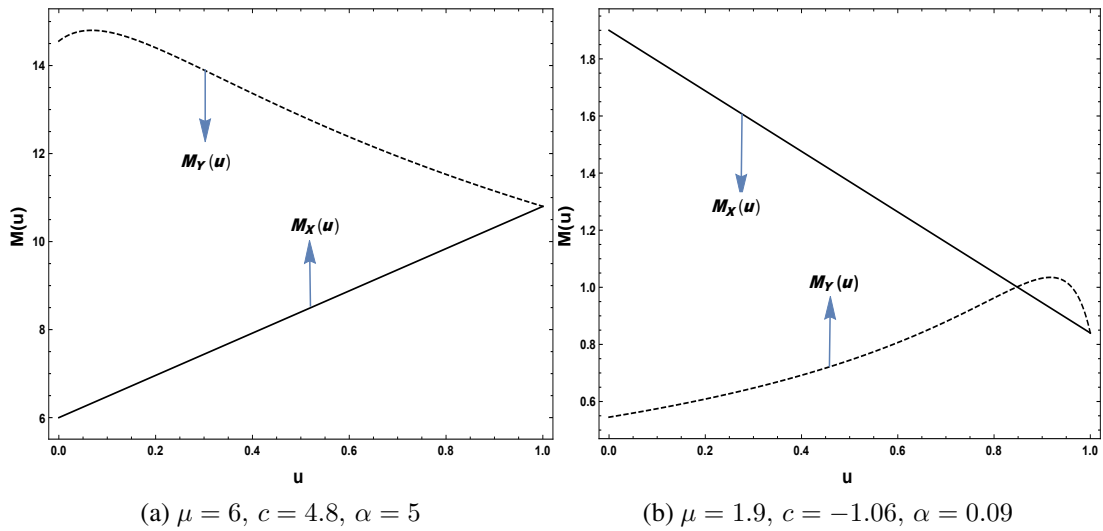 14
12
10
8
6
M(u)
M_Y(u)
M_X(u)
0.0 0.2 0.4 0.6 0.8 1.0
u
(a) μ = 6, c = 4.8, α = 5
1.8
1.6
1.4
1.2
1.0
0.8
0.6
M(u)
M_X(u)
M_Y(u)
0.0 0.2 0.4 0.6 0.8 1.0
u
(b) μ = 1.9, c = −1.06, α = 0.09